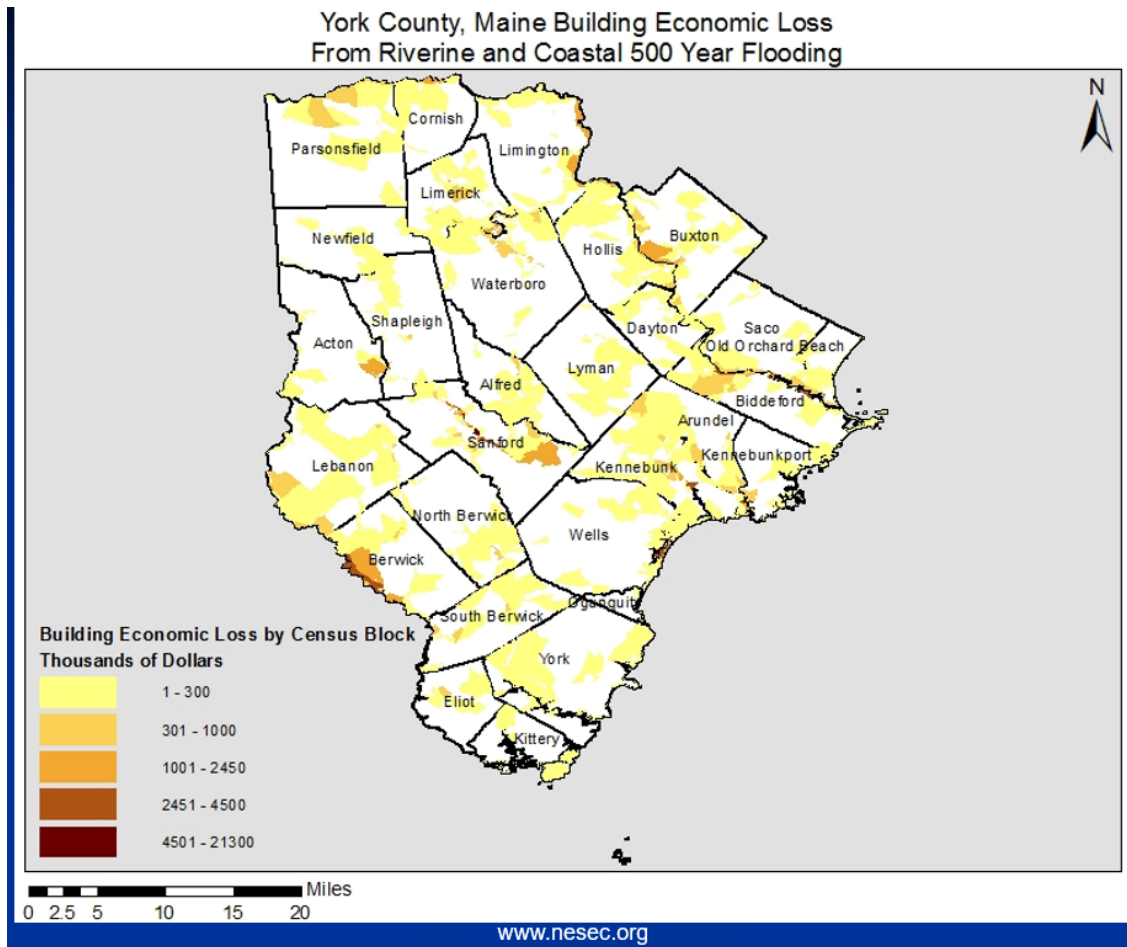 York County, Maine Building Economic Loss
From Riverine and Coastal 500 Year Flooding
N
Cornish
Parsonsfield
Limington
Limerick
Newfield
Hollis
Buxton
Waterboro
Shapleigh
Dayton
Saco
Acton
Old Orchard Beach
Lyman
Alfred
Biddeford
Arundel
Sanford
Kennebunkport
Lebanon
Kennebunk
North Berwick
Wells
Berwick
Ogunquit
South Berwick
York
Eliot
Kittery
Building Economic Loss by Census Block
Thousands of Dollars
1 - 300
301 - 1000
1001 - 2450
2451 - 4500
4501 - 21300
Miles
0 2.5 5 10 15 20
www.nesec.org